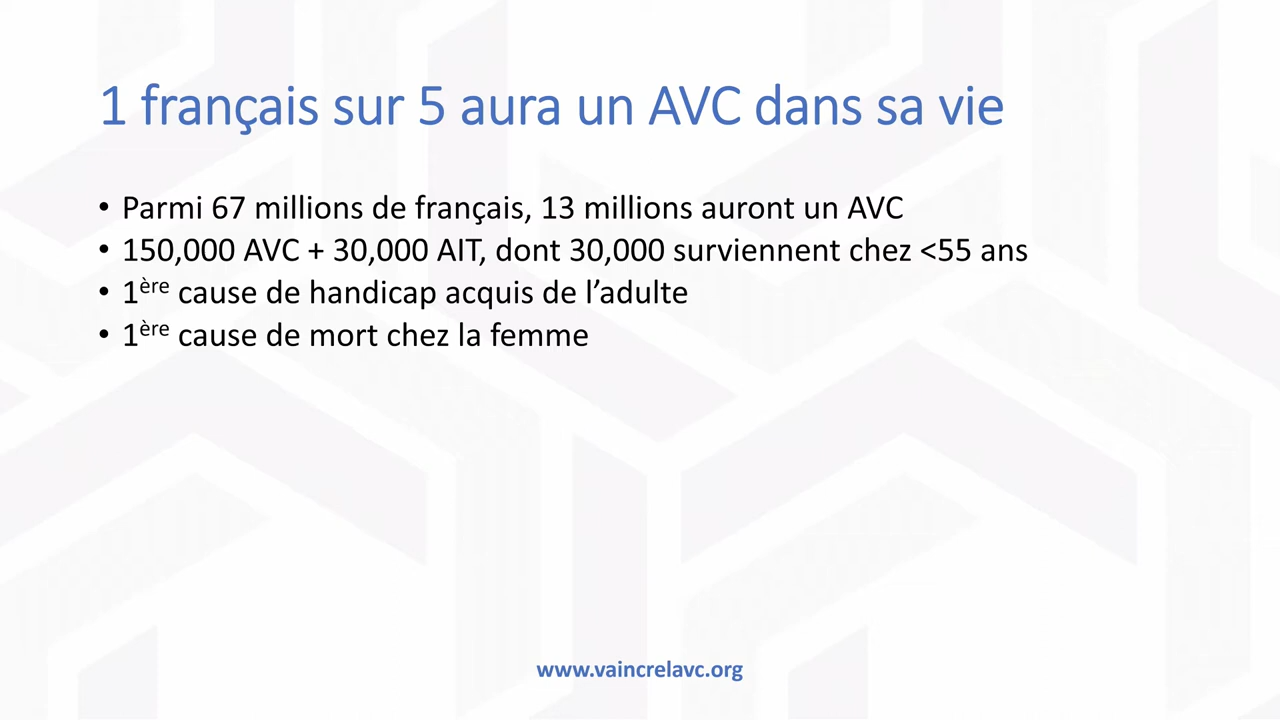 1 français sur 5 aura un AVC dans sa vie
• Parmi 67 millions de français, 13 millions auront un AVC
• 150,000 AVC + 30,000 AIT, dont 30,000 surviennent chez <55 ans
• 1ère cause de handicap acquis de l’adulte
• 1ère cause de mort chez la femme
www.vaincrelavc.org